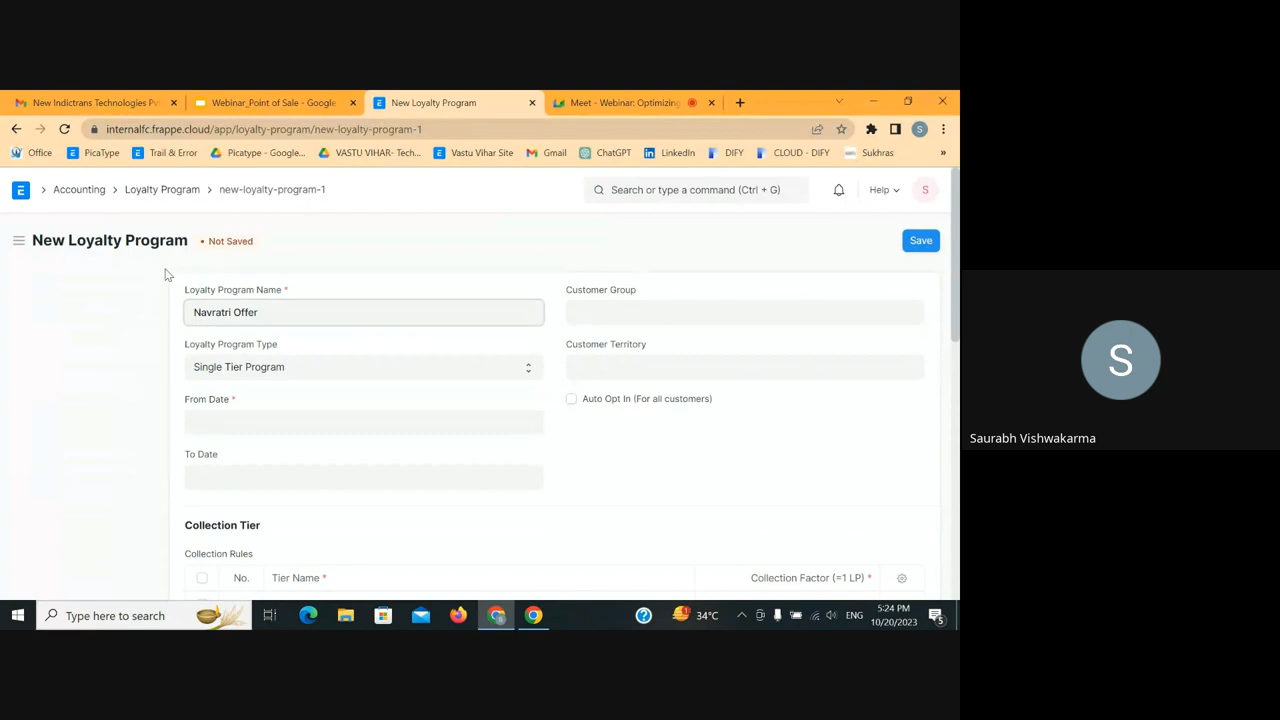 New Indictrans Technologies Pv
Webinar_Point of Sale - Google
New Loyalty Program
Meet - Webinar: Optimizing
internalfc.frappe.cloud/app/loyalty-program/new-loyalty-program-1
S
Office
PicaType
Trail & Error
Picatype - Google...
VASTU VIHAR- Tech...
Vastu Vihar Site
Gmail
ChatGPT
LinkedIn
DIFY
CLOUD - DIFY
Sukhras
»
E
Accounting
Loyalty Program
new-loyalty-program-1
Search or type a command (Ctrl + G)
Help
S
New Loyalty Program
• Not Saved
Save
Loyalty Program Name *
Customer Group
Navratri Offer
Loyalty Program Type
Customer Territory
Single Tier Program
From Date *
Auto Opt In (For all customers)
To Date
Collection Tier
Collection Rules
No.
Tier Name *
Collection Factor (=1 LP) *
S
Saurabh Vishwakarma
Type here to search
1
34°C
ENG
5:24 PM
10/20/2023
5